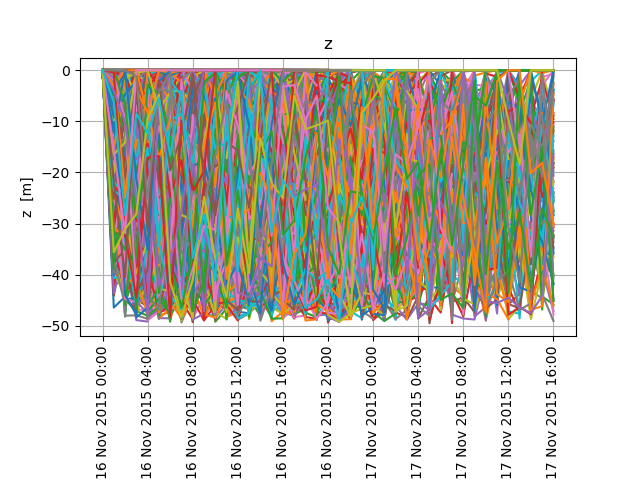 z
z [m]
0
−10
−20
−30
−40
−50
16 Nov 2015 00:00
16 Nov 2015 04:00
16 Nov 2015 08:00
16 Nov 2015 12:00
16 Nov 2015 16:00
16 Nov 2015 20:00
17 Nov 2015 00:00
17 Nov 2015 04:00
17 Nov 2015 08:00
17 Nov 2015 12:00
17 Nov 2015 16:00